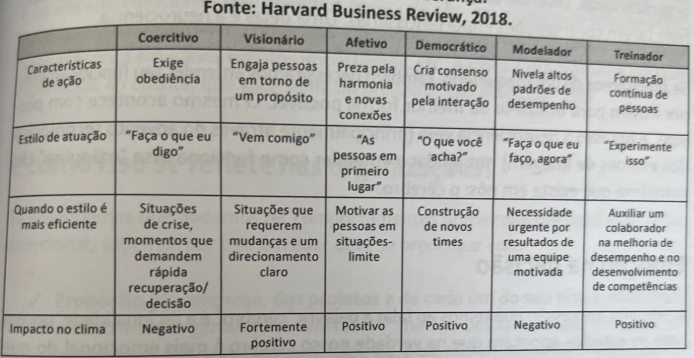 Fonte: Harvard Business Review, 2018.
Coercitivo Visionário Afetivo Democrático Modelador Treinador
Características de ação
Exige obediência
Engaja pessoas em torno de um propósito
Preza pela harmonia e novas conexões
Cria consenso motivado pela interação
Nivela altos padrões de desempenho
Formação contínua de pessoas
Estilo de atuação
"Faça o que eu digo"
"Vem comigo"
"As pessoas em primeiro lugar"
"O que você acha?"
"Faça o que eu faço, agora"
"Experimente isso"
Quando o estilo é mais eficiente
Situações de crise, momentos que demandam rápida recuperação/ decisão
Situações que requerem mudanças e um direcionamento claro
Motivar pessoas em situações-limite
Construção de novos times
Necessidade urgente por resultados de uma equipe motivada
Auxiliar um colaborador na melhoria de desempenho e no desenvolvimento de competências
Impacto no clima
Negativo
Fortemente positivo
Positivo
Positivo
Negativo
Positivo